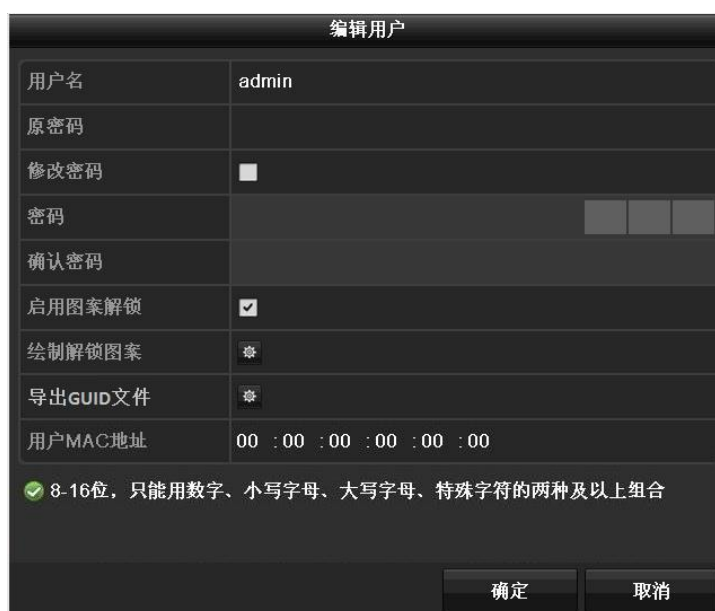 编辑用户
用户名 admin
原密码
修改密码
密码
确认密码
启用图案解锁
绘制解锁图案
导出GUID文件
用户MAC地址 00 :00 :00 :00 :00 :00
8-16位，只能用数字、小写字母、大写字母、特殊字符的两种及以上组合
确定 取消